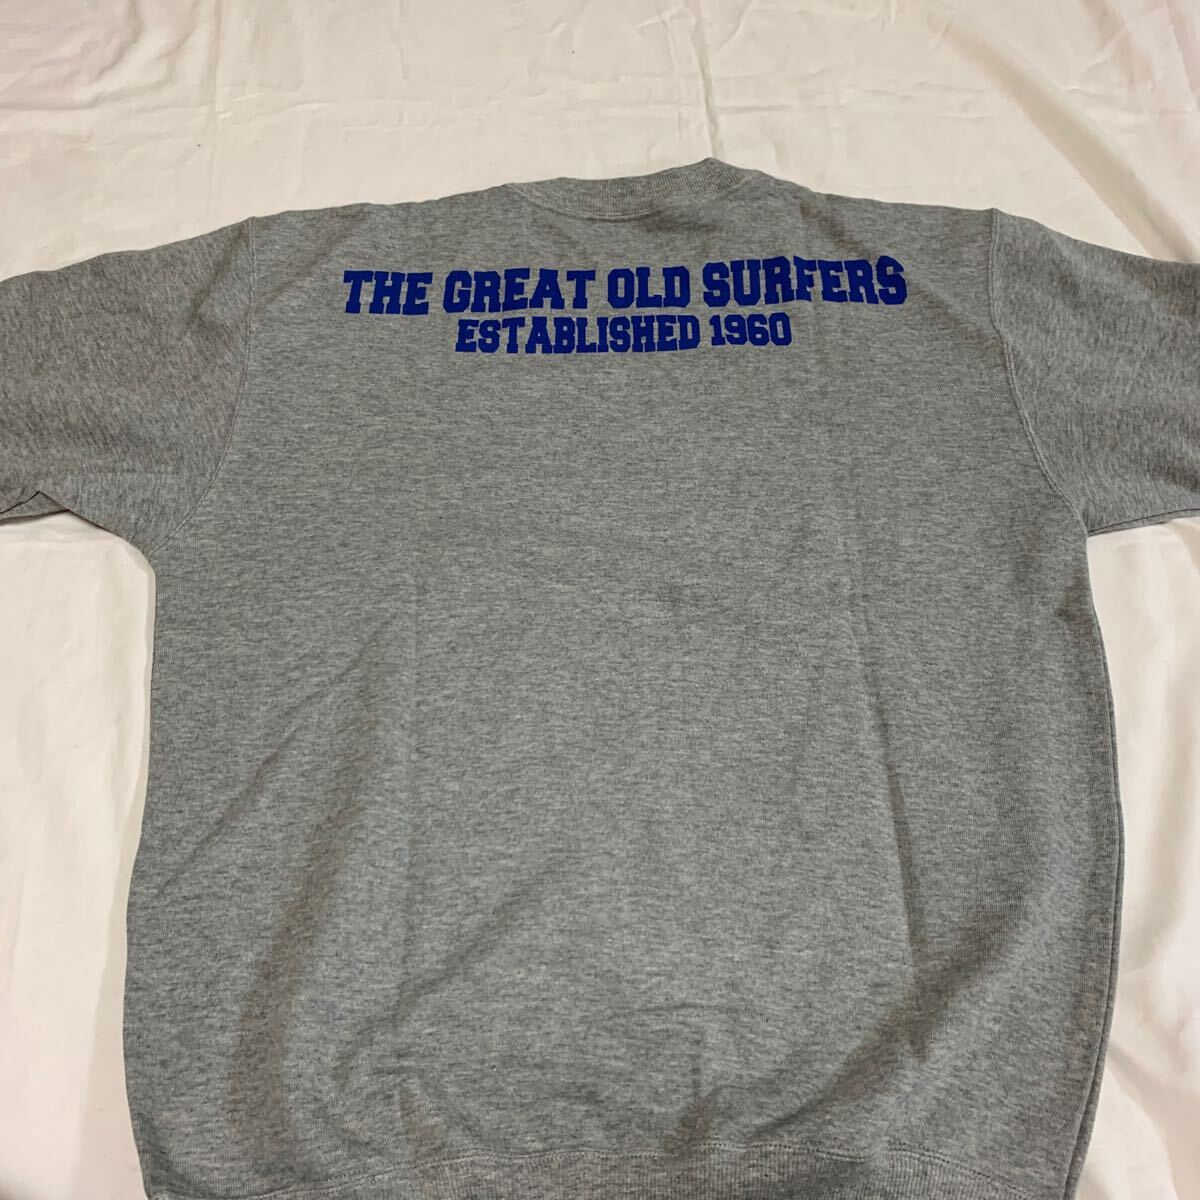 THE GREAT OLD SURFERS
ESTABLISHED 1960